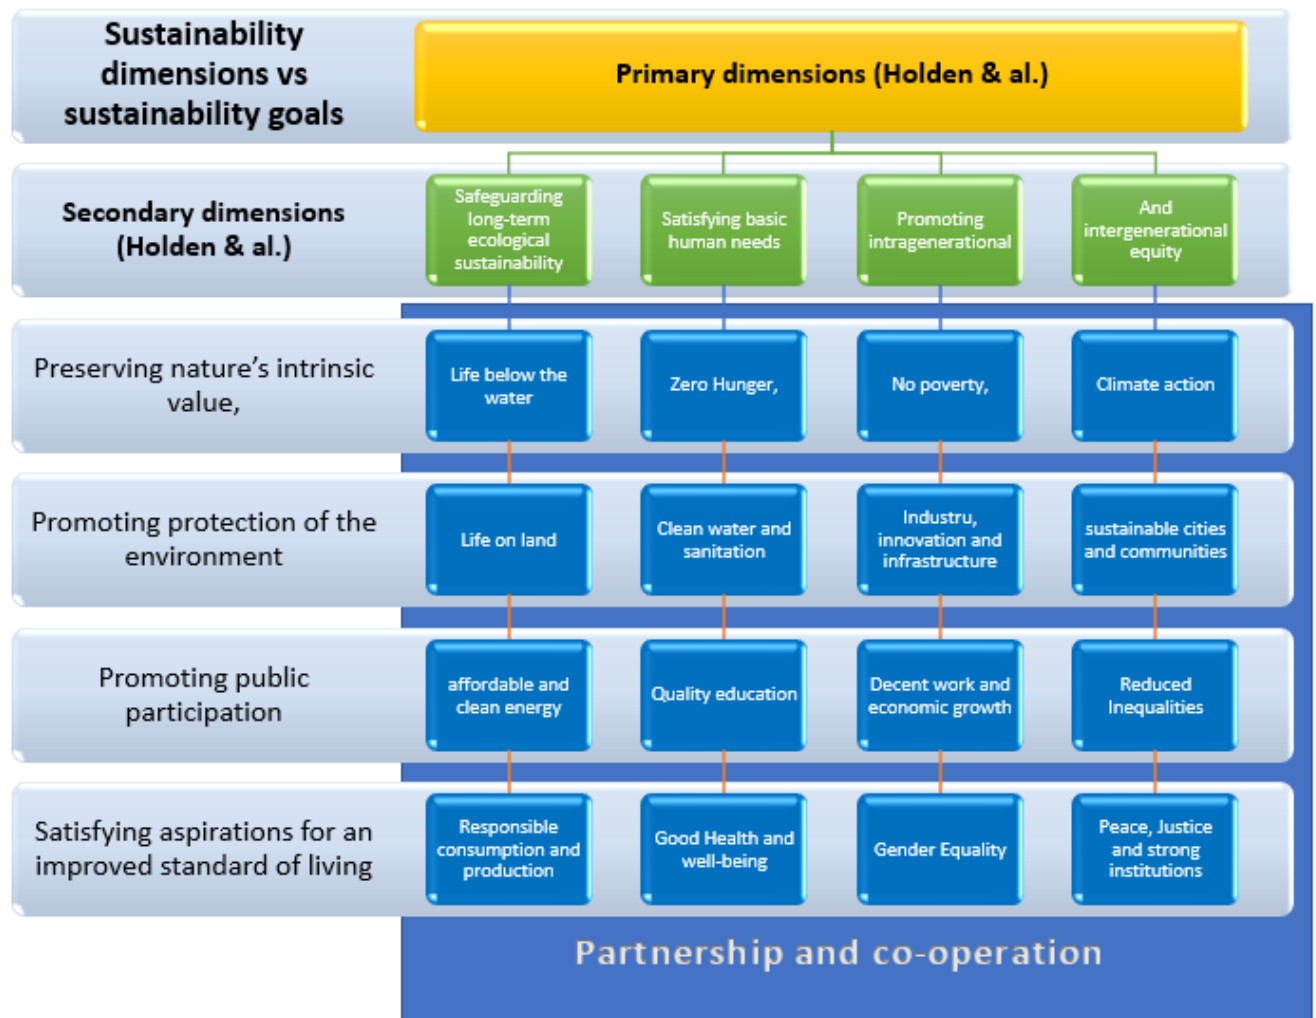 Sustainability
dimensions vs
sustainability goals
Primary dimensions (Holden & al.)
Secondary dimensions
(Holden & al.)
Safeguarding
long-term
ecological
sustainability
Satisfying basic
human needs
Promoting
intragenerational
And
intergenerational
equity
Preserving nature’s intrinsic
value,
Life below the
water
Zero Hunger,
No poverty,
Climate action
Promoting protection of the
environment
Life on land
Clean water and
sanitation
Industru,
innovation and
infrastructure
sustainable cities
and communities
Promoting public
participation
affordable and
clean energy
Quality education
Decent work and
economic growth
Reduced
Inequalities
Satisfying aspirations for an
improved standard of living
Responsible
consumption and
production
Good Health and
well-being
Gender Equality
Peace, Justice
and strong
institutions
Partnership and co-operation